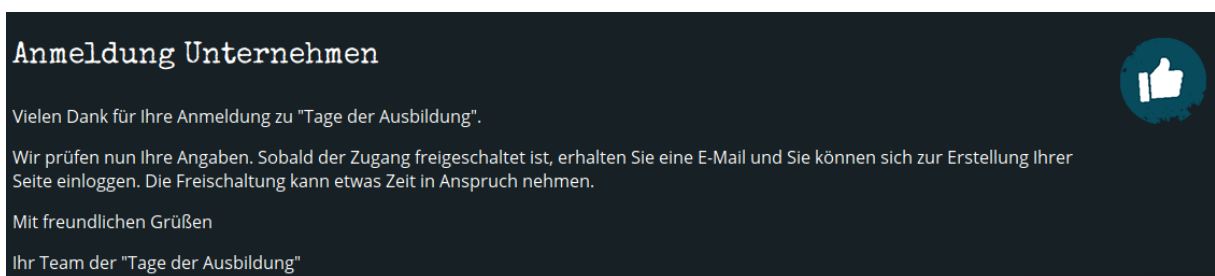 Anmeldung Unternehmen
Vielen Dank für Ihre Anmeldung zu "Tage der Ausbildung".
Wir prüfen nun Ihre Angaben. Sobald der Zugang freigeschaltet ist, erhalten Sie eine E-Mail und Sie können sich zur Erstellung Ihrer
Seite einloggen. Die Freischaltung kann etwas Zeit in Anspruch nehmen.
Mit freundlichen Grüßen
Ihr Team der "Tage der Ausbildung"